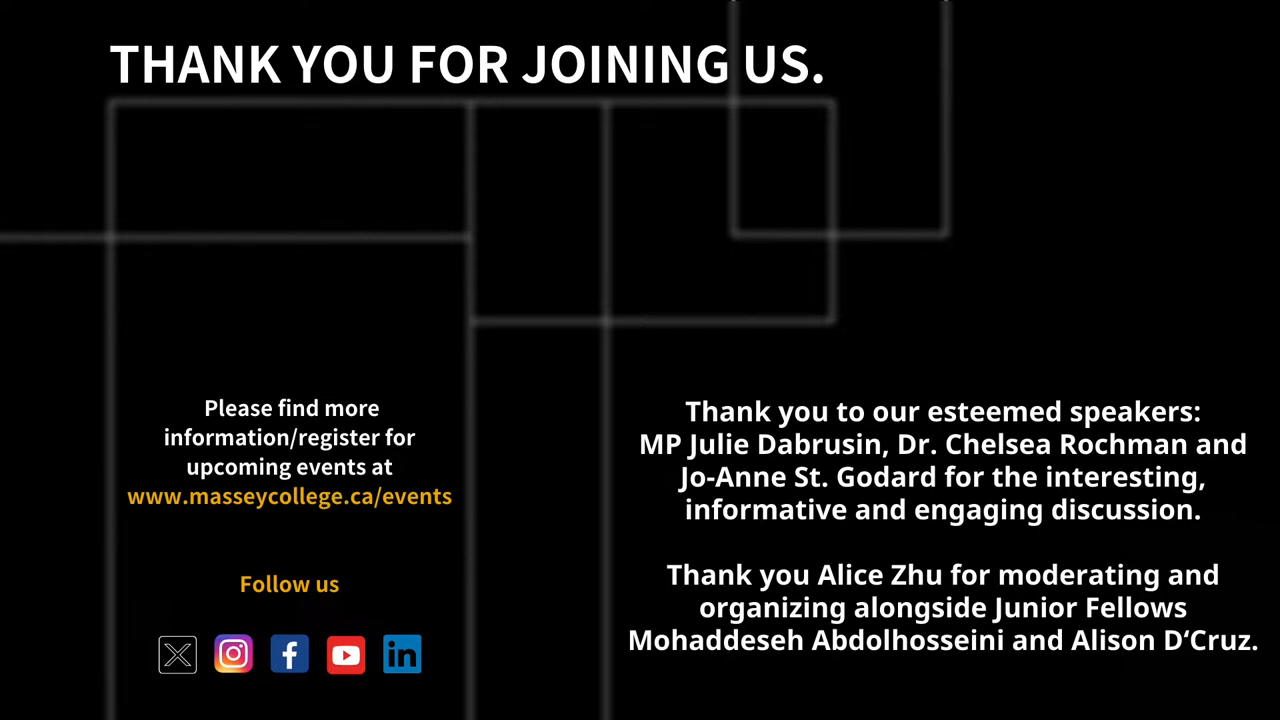 THANK YOU FOR JOINING US.
Please find more
information/register for
upcoming events at
www.masseycollege.ca/events
Follow us
Thank you to our esteemed speakers:
MP Julie Dabrusin, Dr. Chelsea Rochman and
Jo-Anne St. Godard for the interesting,
informative and engaging discussion.
Thank you Alice Zhu for moderating and
organizing alongside Junior Fellows
Mohaddeseh Abdolhosseini and Alison D‘Cruz.